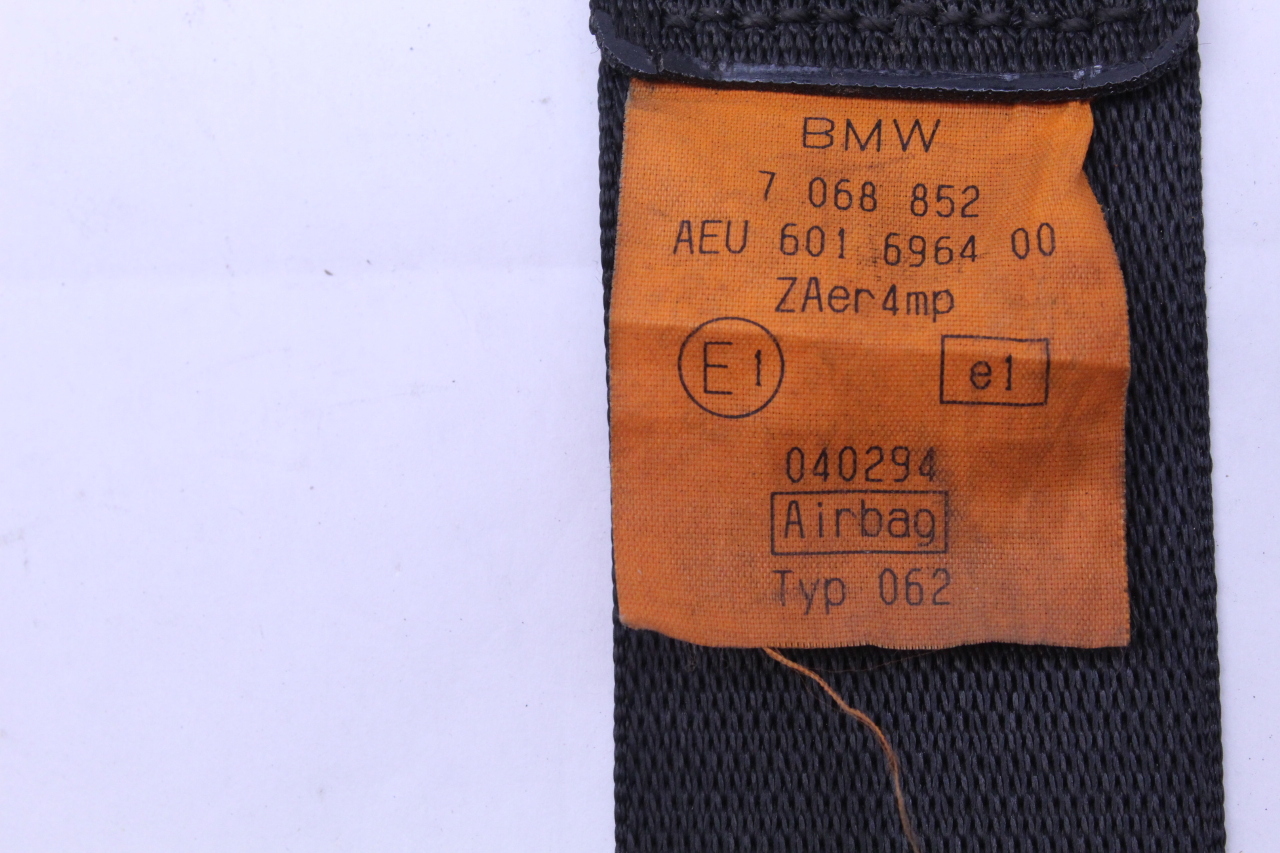 BMW
7 068 852
AEU 601 6964 00
ZAer4mp
E1 e1
040294
Airbag
Typ 062